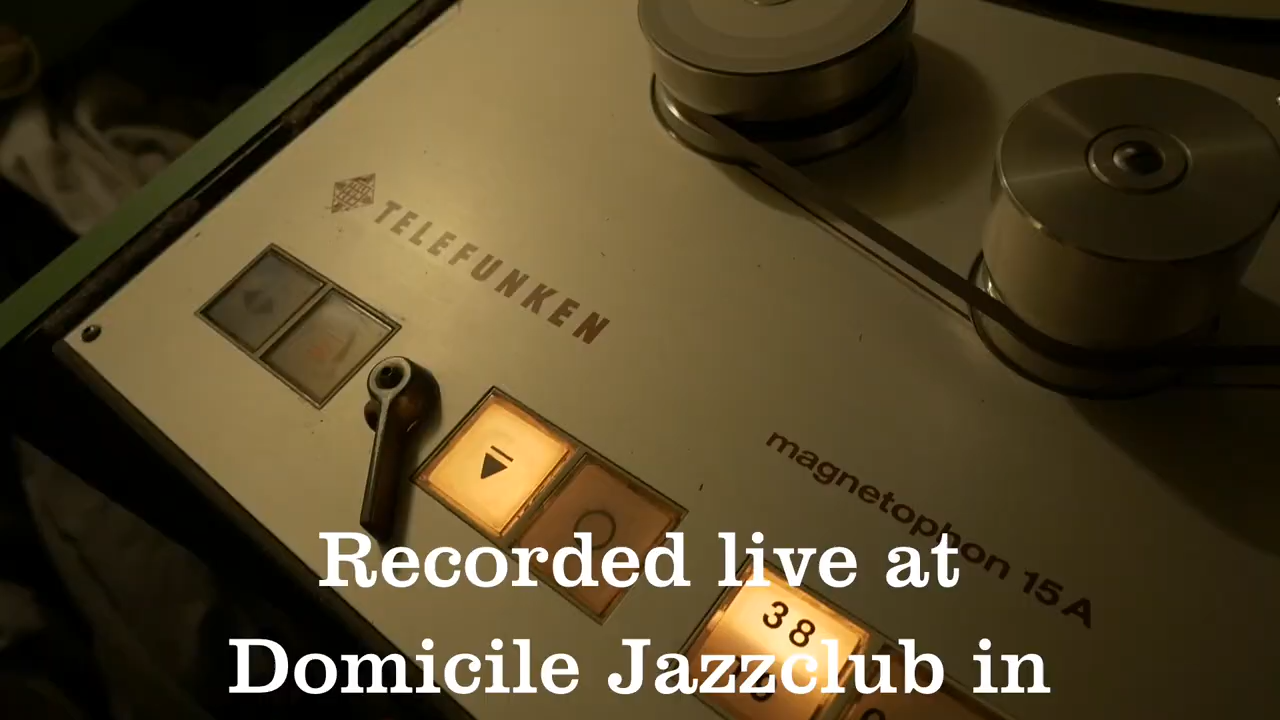 TELEFUNKEN
magnetophon 15A
Recorded live at
38
Domicile Jazzclub in